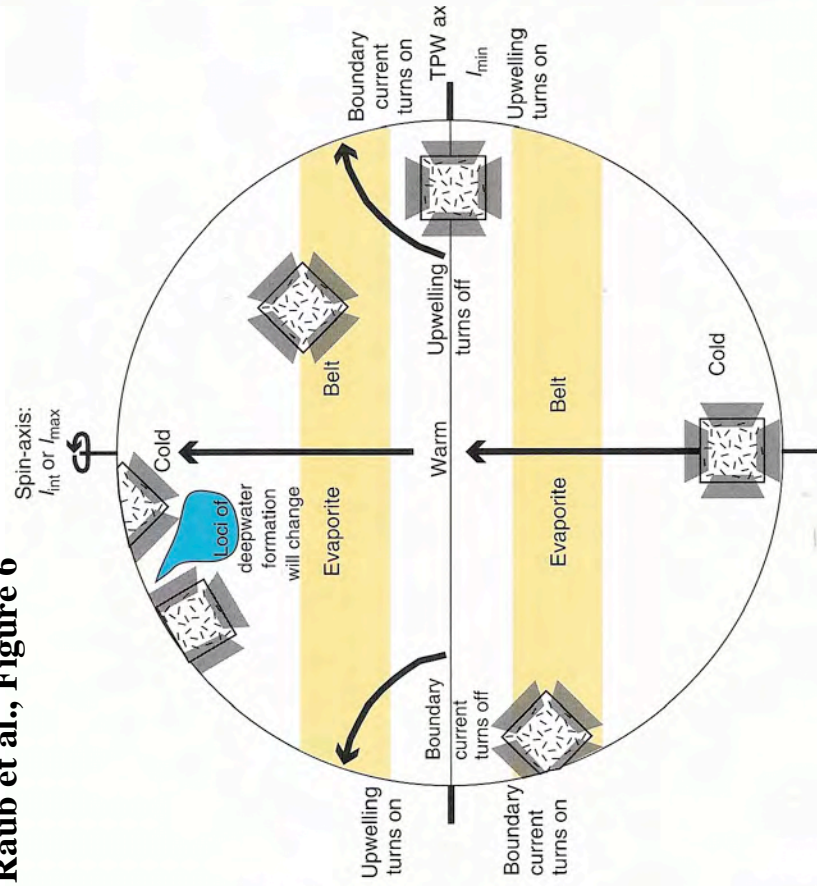 Raub et al., Figure 6
Spin-axis:
I_int or I_max
Cold
Loci of
deepwater
formation
will change
Boundary
current
turns on
Upwelling
turns on
Evaporite Belt
TPW ax
I_min
Upwelling
turns off
Warm
Boundary
current
turns off
Upwelling
turns on
Evaporite Belt
Boundary
current
turns on
Cold